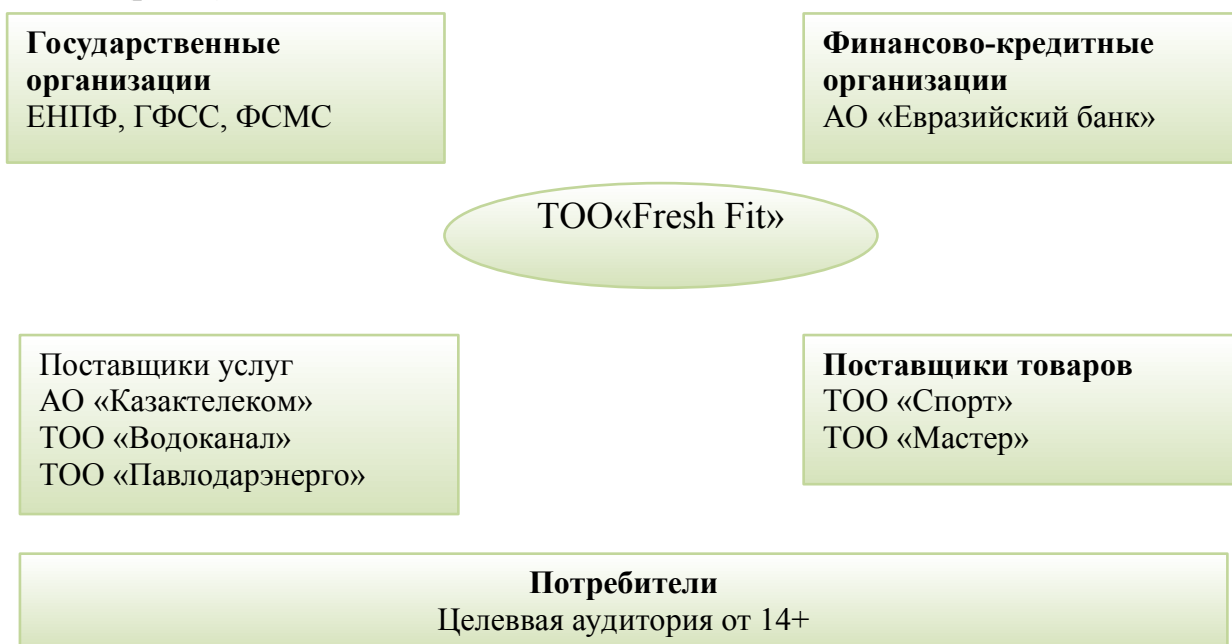 Государственные
организации
ЕНПФ, ГФСС, ФСМС
Финансово-кредитные
организации
АО «Евразийский банк»
ТОО«Fresh Fit»
Поставщики услуг
АО «Казактелеком»
ТОО «Водоканал»
ТОО «Павлодарэнерго»
Поставщики товаров
ТОО «Спорт»
ТОО «Мастер»
Потребители
Целеввая аудитория от 14+